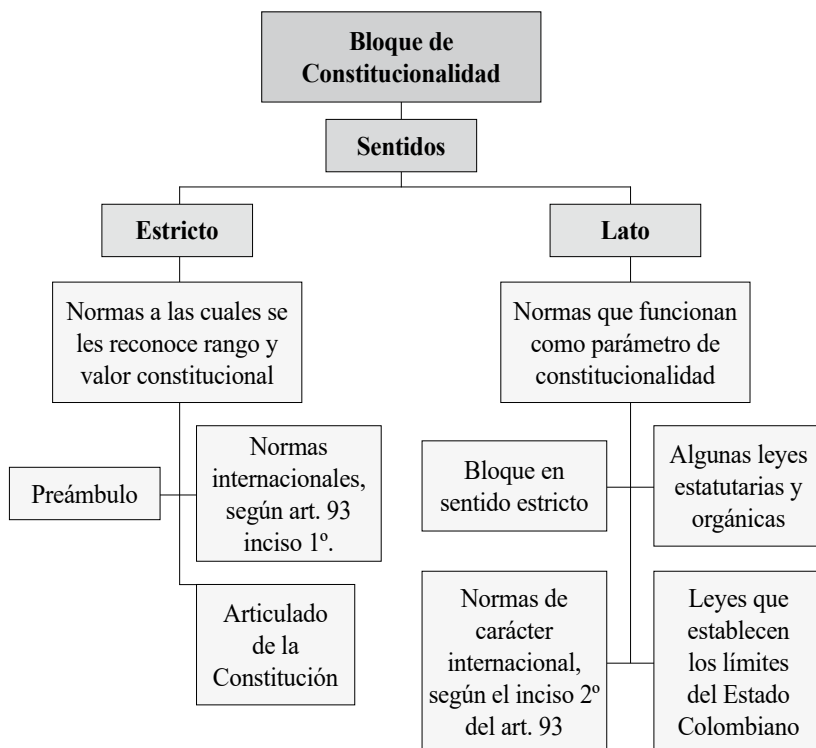 Bloque de
Constitucionalidad
Sentidos
Estricto
Normas a las cuales se
les reconoce rango y
valor constitucional
Preámbulo
Normas
internacionales,
según art. 93
inciso 1º.
Articulado
de la
Constitución
Lato
Normas que funcionan
como parámetro de
constitucionalidad
Bloque en
sentido estricto
Algunas leyes
estatutarias y
orgánicas
Normas de
carácter
internacional,
según el inciso 2º
del art. 93
Leyes que
establecen
los límites
del Estado
Colombiano